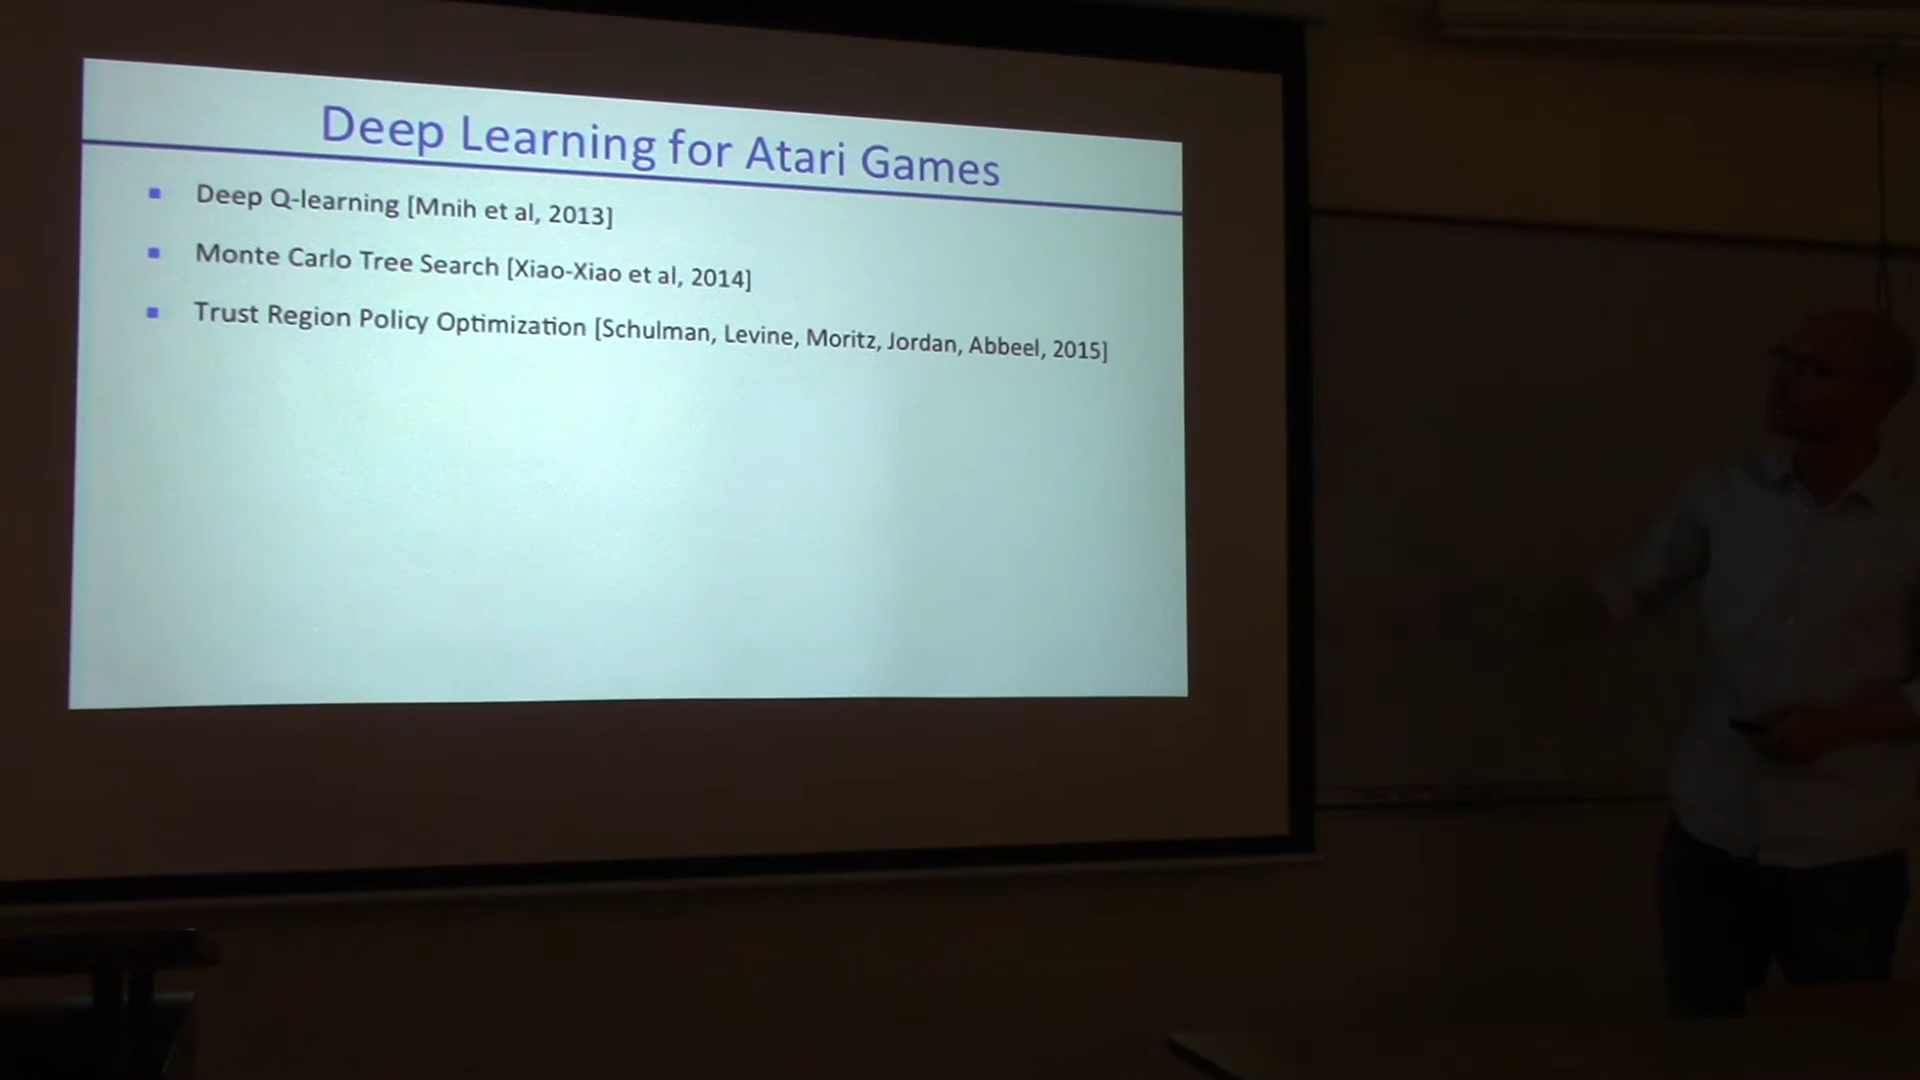 Deep Learning for Atari Games
Deep Q-learning [Mnih et al, 2013]
Monte Carlo Tree Search [Xiao-Xiao et al, 2014]
Trust Region Policy Optimization [Schulman, Levine, Moritz, Jordan, Abbeel, 2015]